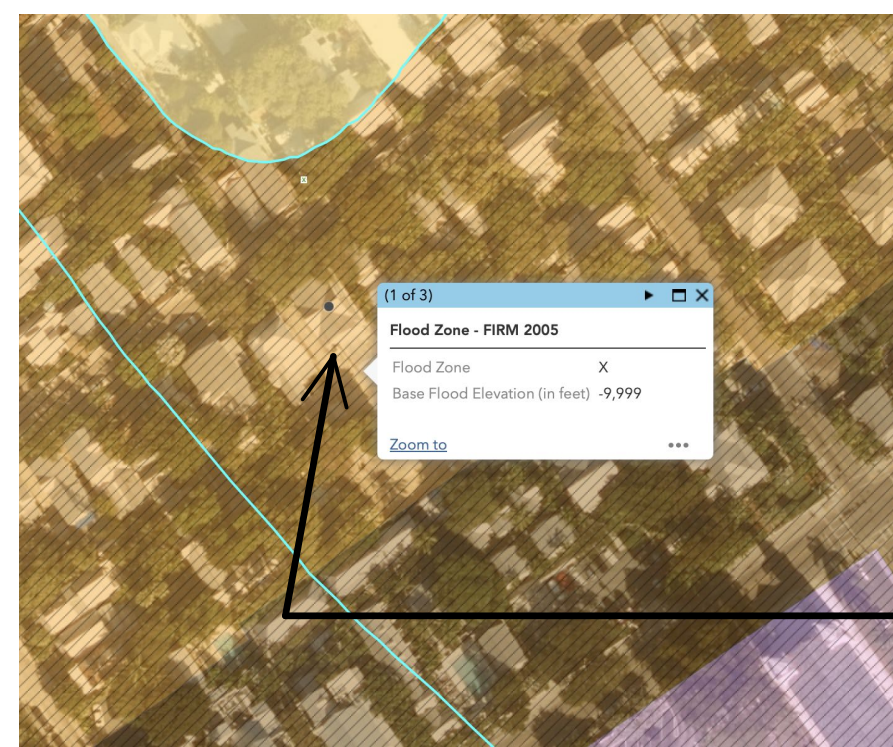 X
(1 of 3)
Flood Zone - FIRM 2005
Flood Zone X
Base Flood Elevation (in feet) -9,999
Zoom to